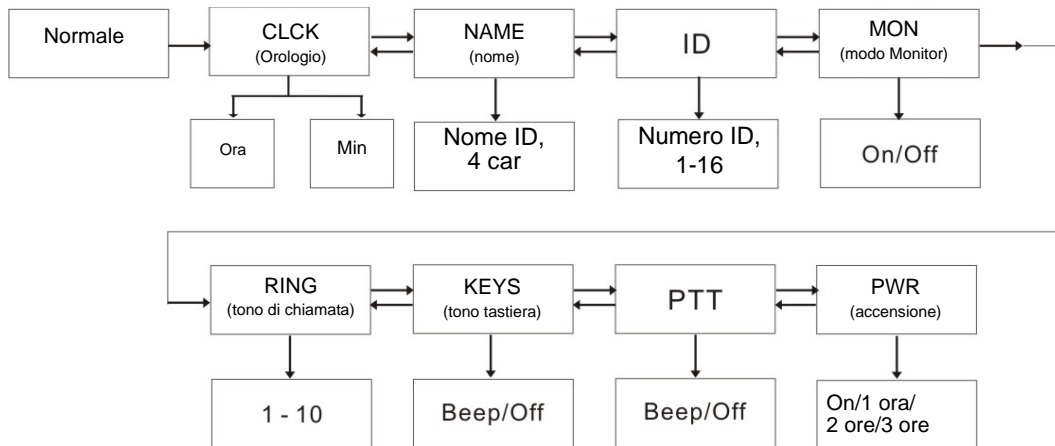 Normale
CLCK
(Orologio)
NAME
(nome)
ID
MON
(modo Monitor)
Ora
Min
Nome ID,
4 car
Numero ID,
1-16
On/Off
RING
(tono di chiamata)
KEYS
(tono tastiera)
PTT
PWR
(accensione)
1 - 10
Beep/Off
Beep/Off
On/1 ora/
2 ore/3 ore